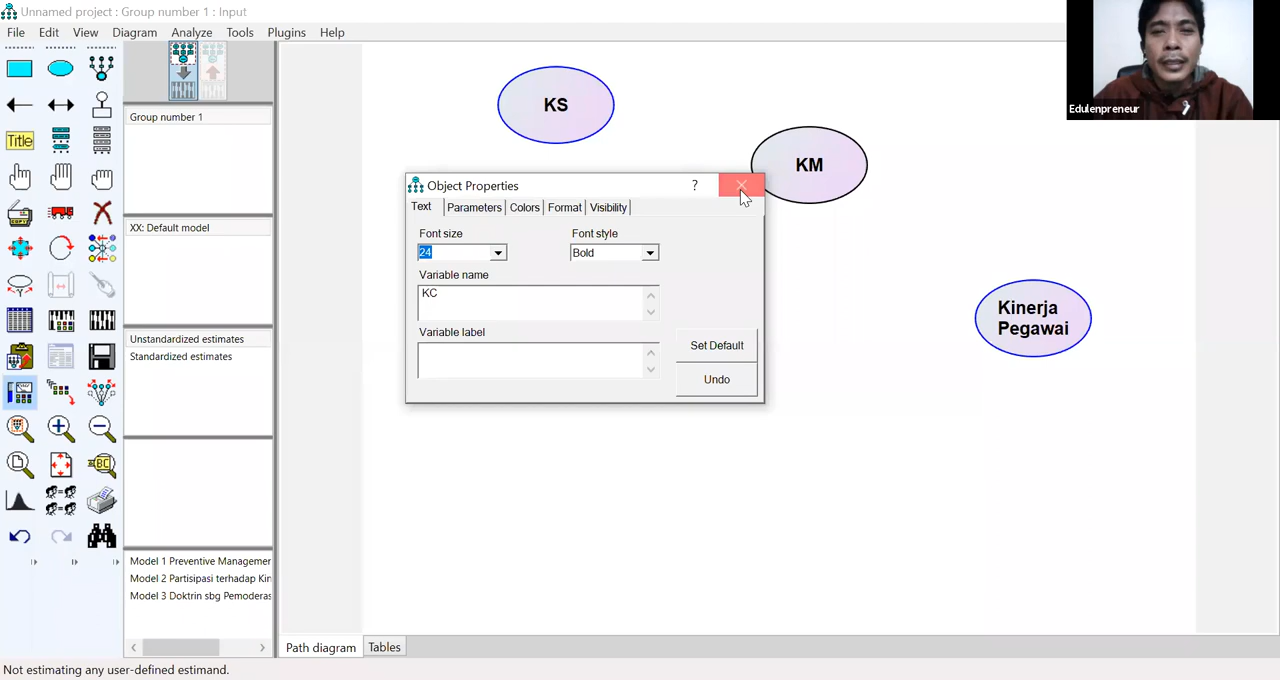 Unnamed project : Group number 1 : Input
File Edit View Diagram Analyze Tools Plugins Help
Edulenpreneur
Title
Group number 1
XX: Default model
Unstandardized estimates
Standardized estimates
Model 1 Preventive Managemer
Model 2 Partisipasi terhadap Kin
Model 3 Doktrin sbg Pemoderas
KS
KM
Kinerja
Pegawai
Object Properties ?
Text Parameters Colors Format Visibility
Font size Font style
24 Bold
Variable name
KC
Variable label
Set Default
Undo
Path diagram Tables
Not estimating any user-defined estimand.